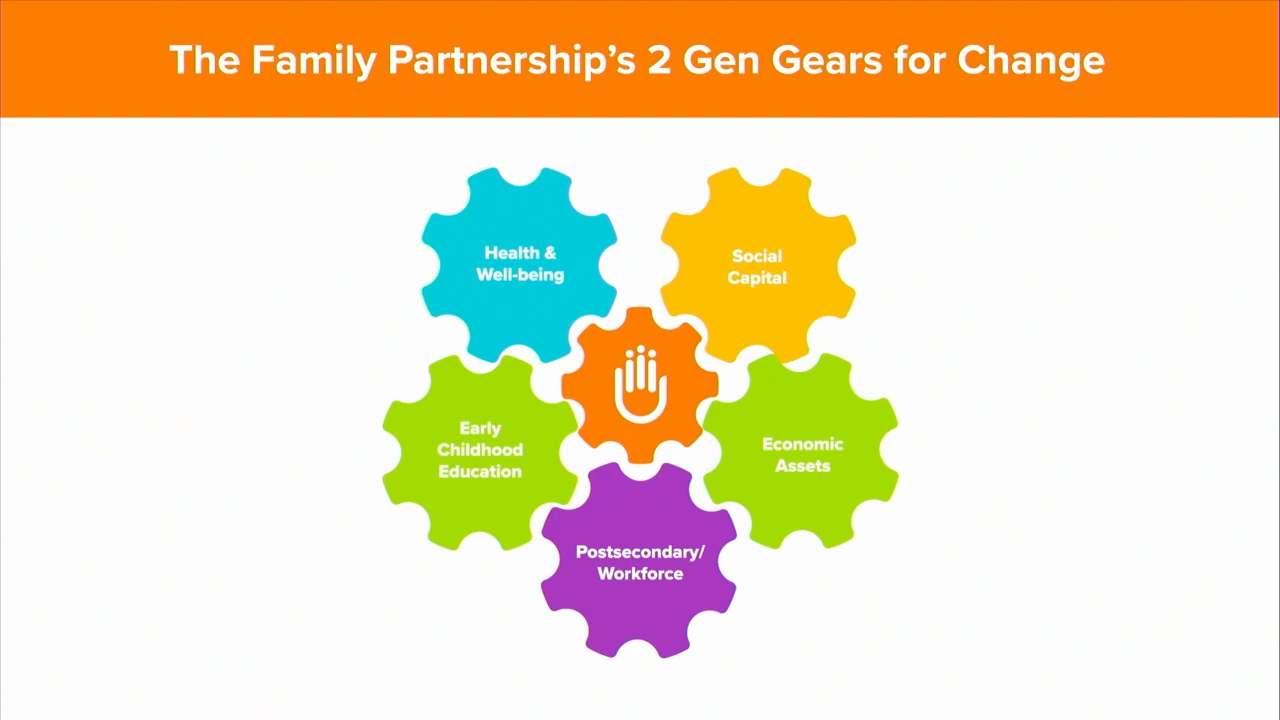 The Family Partnership's 2 Gen Gears for Change
Health &
Well-being
Social
Capital
Early
Childhood
Education
Economic
Assets
Postsecondary/
Workforce